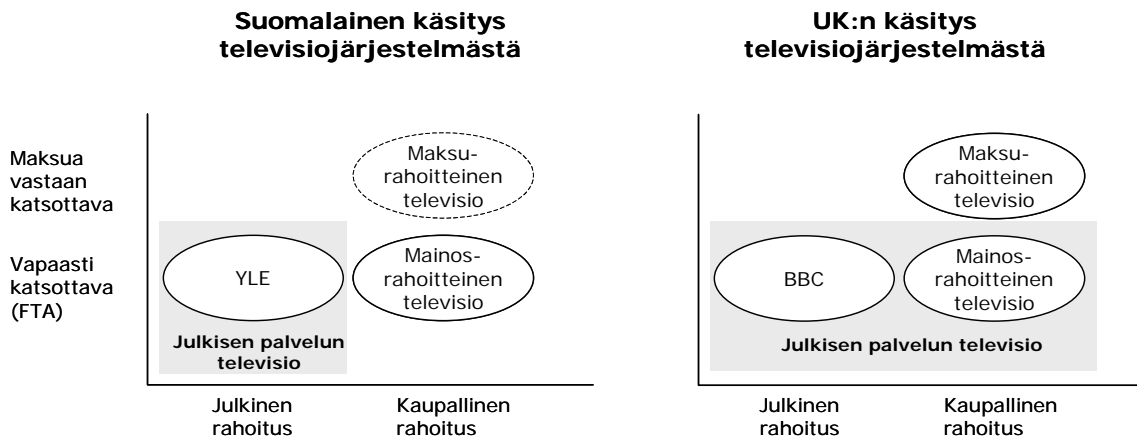 Suomalainen käsitys
televisiojärjestelmästä
Maksua
vastaan
katsottava
Vapaasti
katsottava
(FTA)
Maksu-
rahoitteinen
televisio
YLE
Mainos-
rahoitteinen
televisio
Julkisen palvelun
televisio
Julkinen
rahoitus
Kaupallinen
rahoitus
UK:n käsitys
televisiojärjestelmästä
Maksu-
rahoitteinen
televisio
BBC
Mainos-
rahoitteinen
televisio
Julkisen palvelun televisio
Julkinen
rahoitus
Kaupallinen
rahoitus